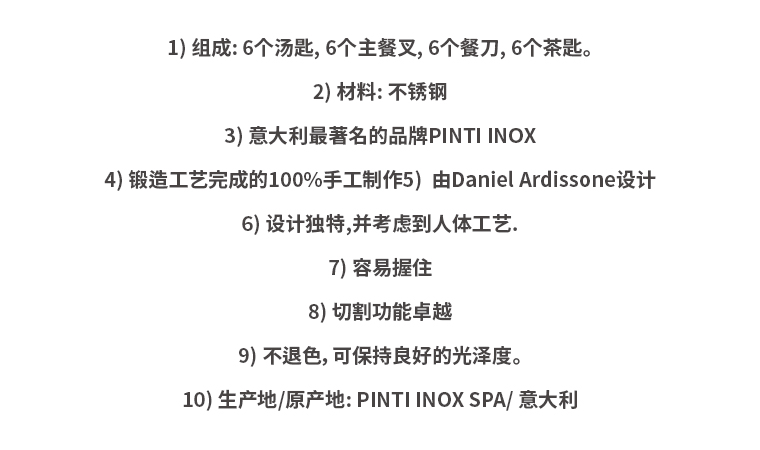 1) 组成: 6个汤匙, 6个主餐叉, 6个餐刀, 6个茶匙。
2) 材料: 不锈钢
3) 意大利最著名的品牌PINTI INOX
4) 锻造工艺完成的100%手工制作5)  由Daniel Ardissone设计
6) 设计独特,并考虑到人体工艺.
7) 容易握住
8) 切割功能卓越
9) 不退色, 可保持良好的光泽度。
10) 生产地/原产地: PINTI INOX SPA/ 意大利